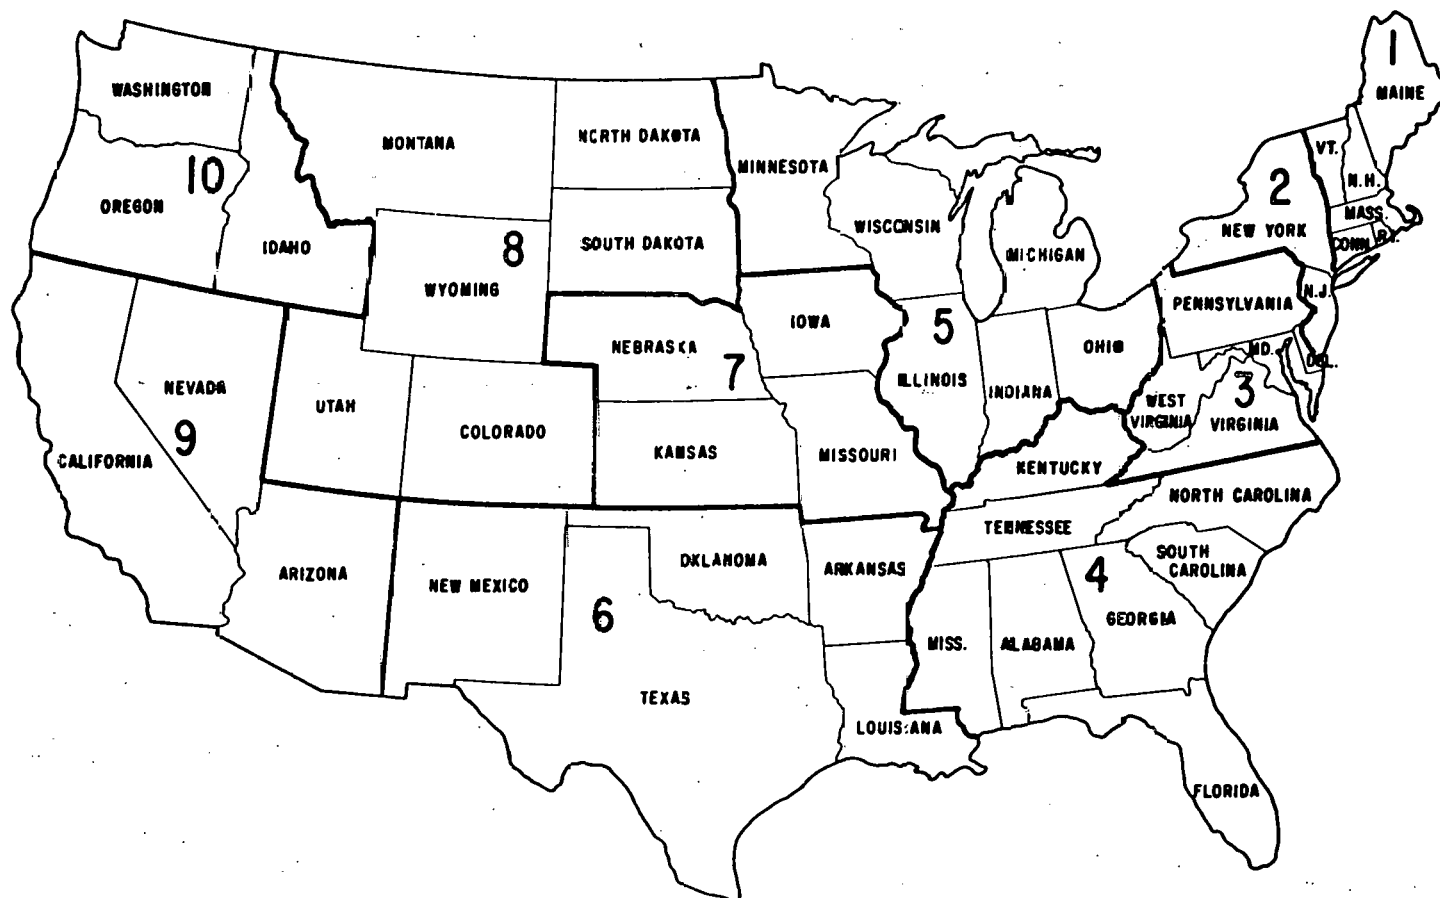 1
MAINE
WASHINGTON
MONTANA
NCRTH DAKOTA
MINNESOTA
VT.
N.H.
10
2
OREGON
IDAHO
8
SOUTH DAKOTA
WISCONSIN
MICHIGAN
NEW YORK
MASS.
CONN.
R.I.
WYOMING
PENNSYLVANIA
N.J.
IOWA
5
OHIO
MD.
DEL.
NEBRASKA
7
NEVADA
UTAH
ILLINOIS
INDIANA
WEST
VIRGINIA
3
VIRGINIA
9
COLORADO
KANSAS
MISSOURI
KENTUCKY
CALIFORNIA
NORTH CAROLINA
TENNESSEE
ARIZONA
NEW MEXICO
OKLAHOMA
ARKANSAS
SOUTH
CAROLINA
4
6
GEORGIA
MISS.
ALABAMA
TEXAS
LOUISIANA
FLORIDA